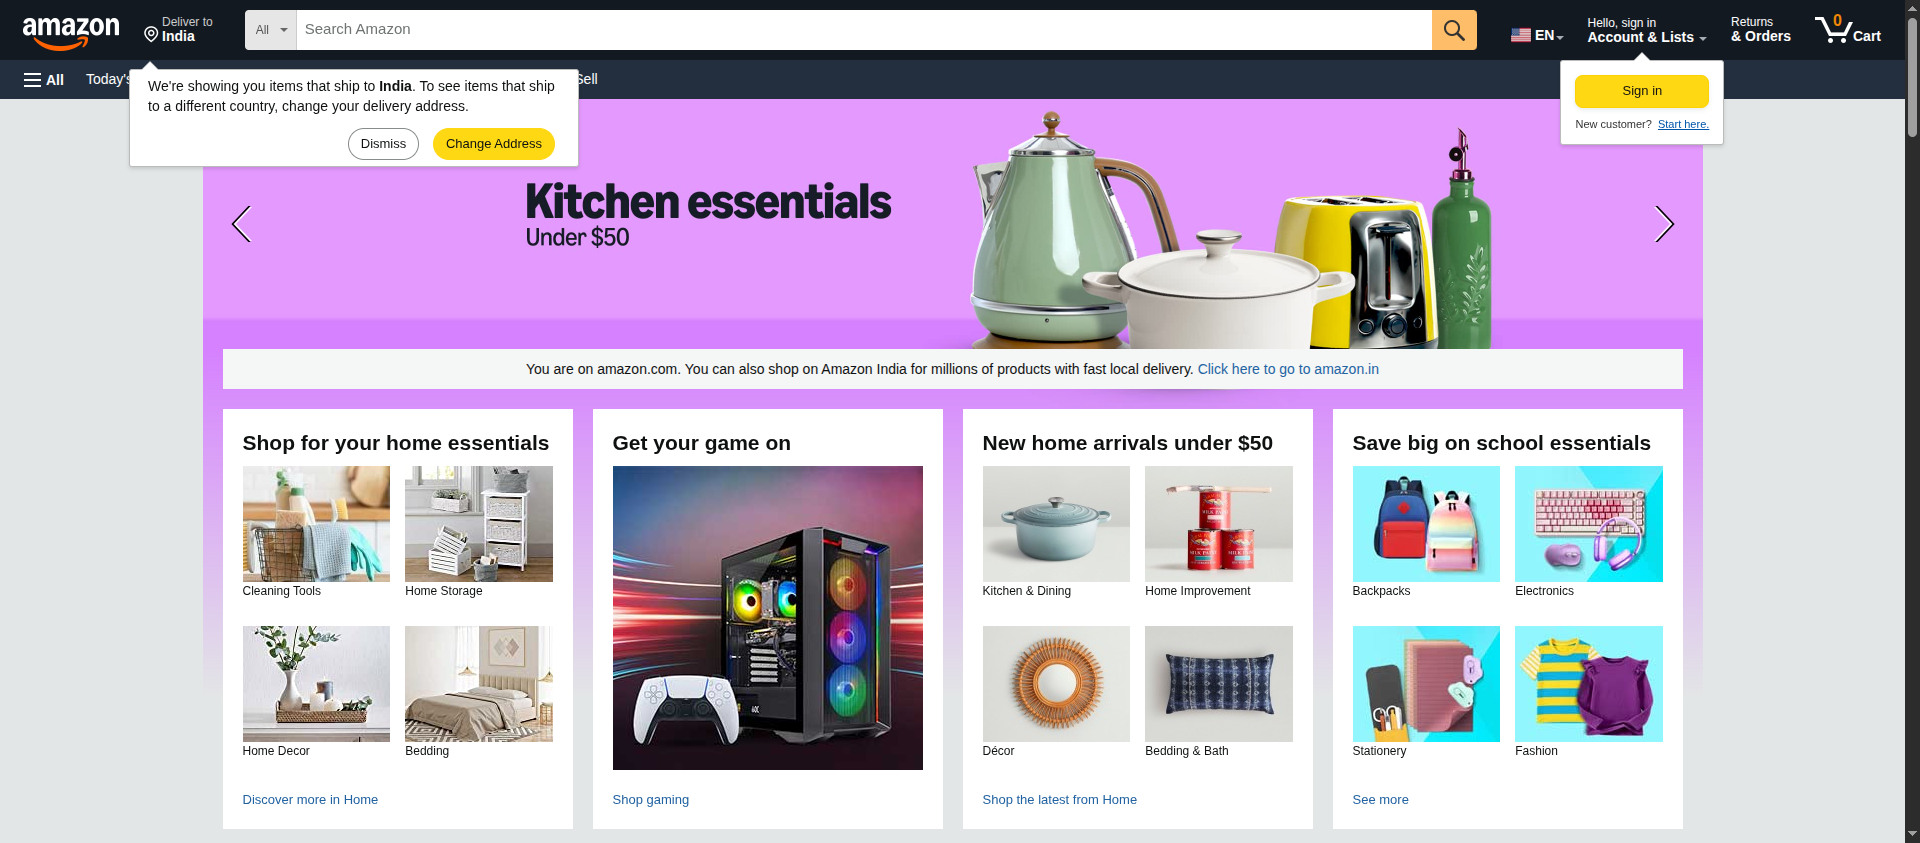 amazon
Deliver to
India
All
Search Amazon
EN
Hello, sign in
Account & Lists
Returns
& Orders
0
Cart
All
Today's
Sell
We're showing you items that ship to India. To see items that ship
to a different country, change your delivery address.
Dismiss
Change Address
Sign in
New customer? Start here.
Kitchen essentials
Under $50
You are on amazon.com. You can also shop on Amazon India for millions of products with fast local delivery. Click here to go to amazon.in
Shop for your home essentials
Cleaning Tools
Home Storage
Home Decor
Bedding
Discover more in Home
Get your game on
Shop gaming
New home arrivals under $50
Kitchen & Dining
MILK PAINT
MILK PAINT
MILK PAINT
Home Improvement
Décor
Bedding & Bath
Shop the latest from Home
Save big on school essentials
Backpacks
Electronics
Stationery
Fashion
See more